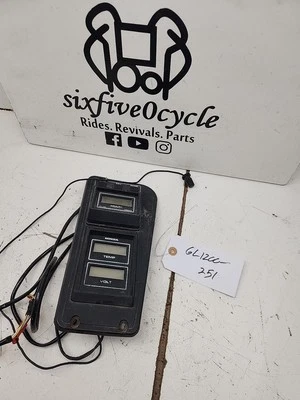 sixfive0cycle
Rides. Revivals. Parts
TEMP
VOLT
GL1200-
251